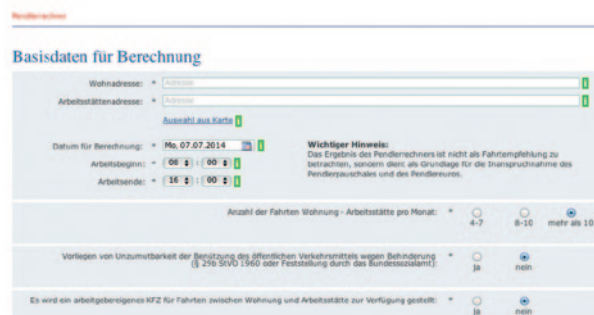 Pendlerrechner
Basisdaten für Berechnung
Wohnadresse: * Adresse
Arbeitsstättenadresse: * Adresse
Auswahl aus Karte
Datum für Berechnung: * Mo, 07.07.2014
Arbeitsbeginn: * 08 : 00
Arbeitsende: * 16 : 00
Wichtiger Hinweis:
Das Ergebnis des Pendlerrechners ist nicht als Fahrtempfehlung zu
betrachten, sondern dient als Grundlage für die Inanspruchnahme des
Pendlerpauschales und des Pendlereuros.
Anzahl der Fahrten Wohnung - Arbeitsstätte pro Monat: *
4-7 8-10 mehr als 10
Vorliegen von Unzumutbarkeit der Benützung des öffentlichen Verkehrsmittels wegen Behinderung
(§ 29b StVO 1960 oder Feststellung durch das Bundessozialamt): *
ja nein
Es wird ein arbeitgebereigenes KFZ für Fahrten zwischen Wohnung und Arbeitsstätte zur Verfügung gestellt: *
ja nein